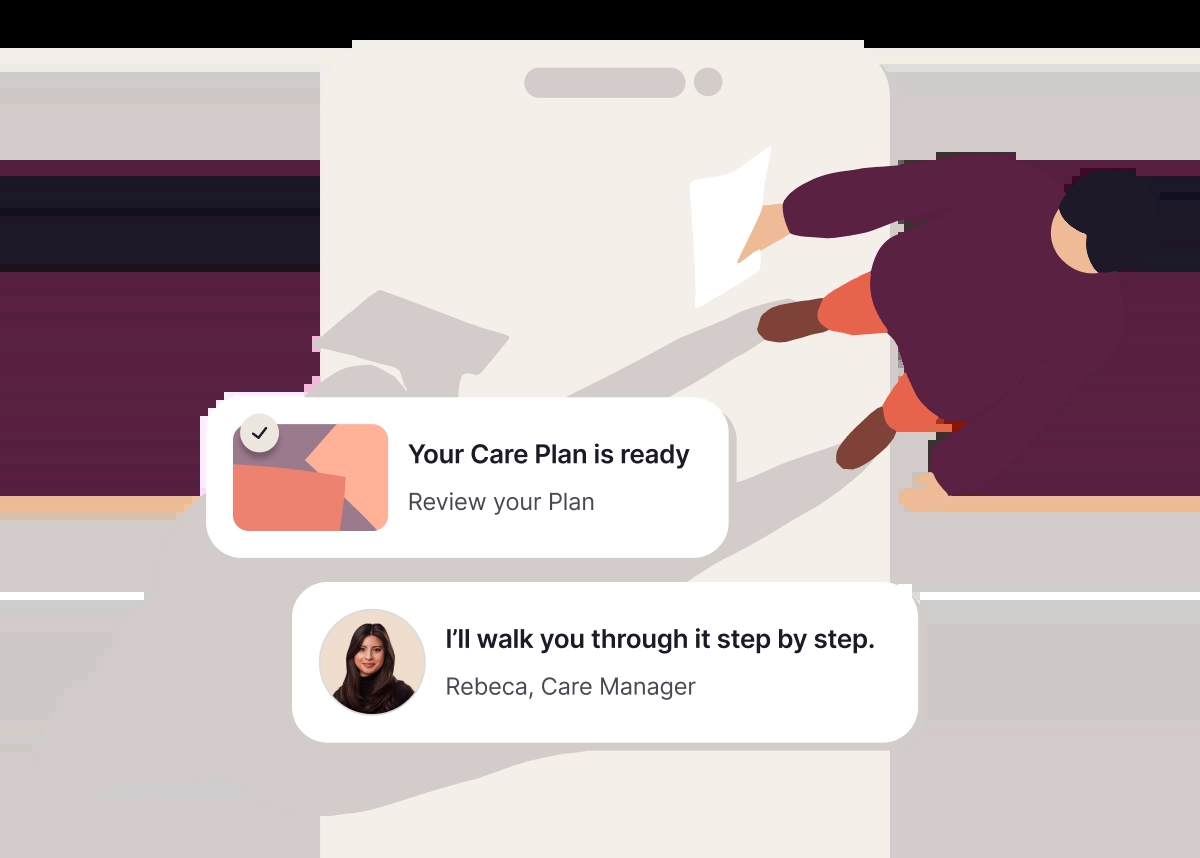 Your Care Plan is ready
Review your Plan
I’ll walk you through it step by step.
Rebeca, Care Manager